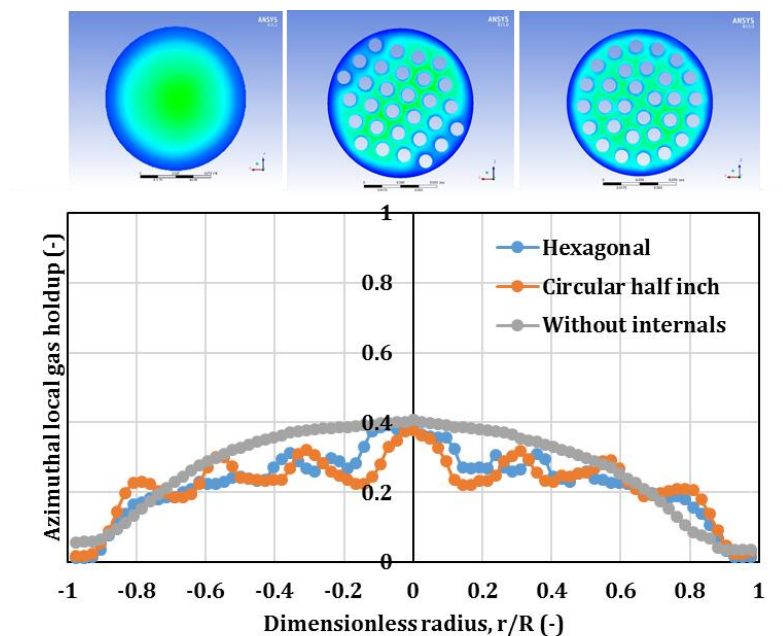 ANSYS
ANSYS
ANSYS
Azimuthal local gas holdup (-)
1
0.8
0.6
0.4
0.2
0
Hexagonal
Circular half inch
Without internals
-1 -0.8 -0.6 -0.4 -0.2 0 0.2 0.4 0.6 0.8 1
Dimensionless radius, r/R (-)